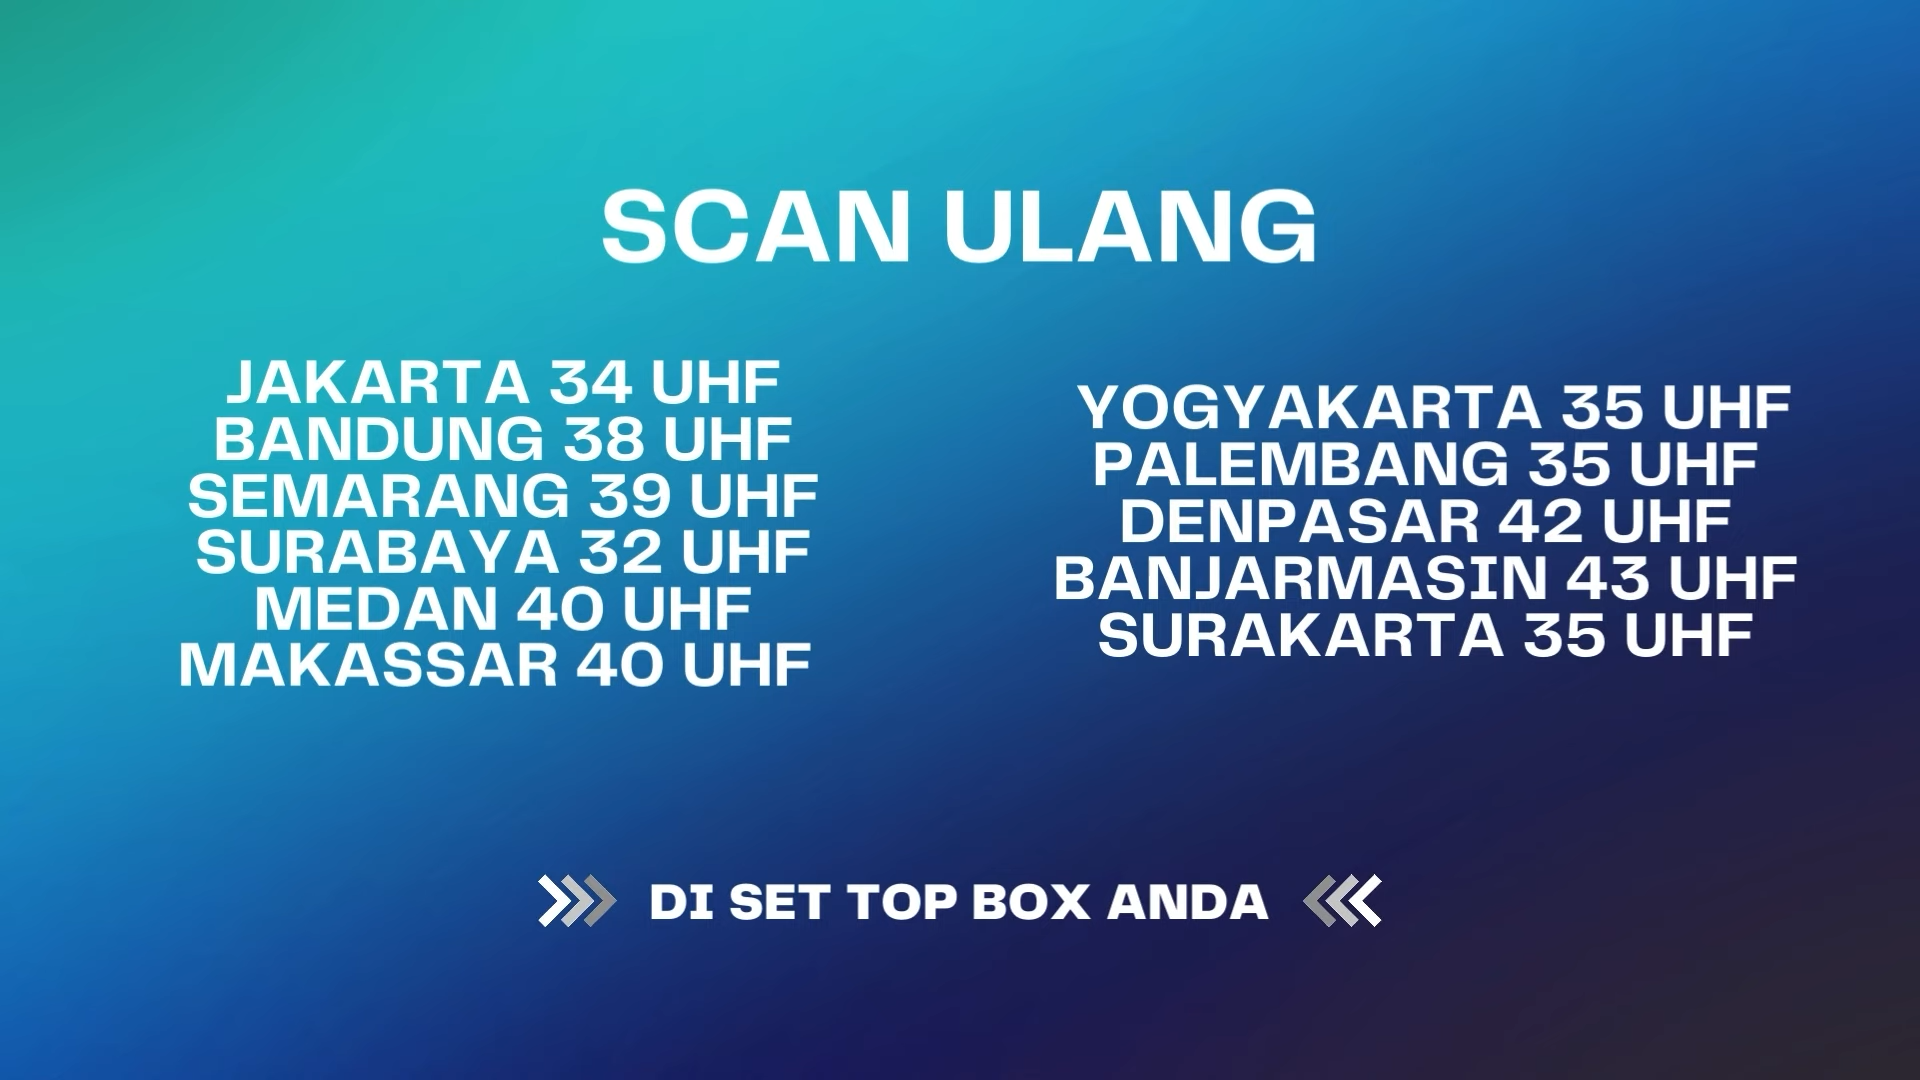 SCAN ULANG
JAKARTA 34 UHF
BANDUNG 38 UHF
SEMARANG 39 UHF
SURABAYA 32 UHF
MEDAN 40 UHF
MAKASSAR 40 UHF
YOGYAKARTA 35 UHF
PALEMBANG 35 UHF
DENPASAR 42 UHF
BANJARMASIN 43 UHF
SURAKARTA 35 UHF
DI SET TOP BOX ANDA